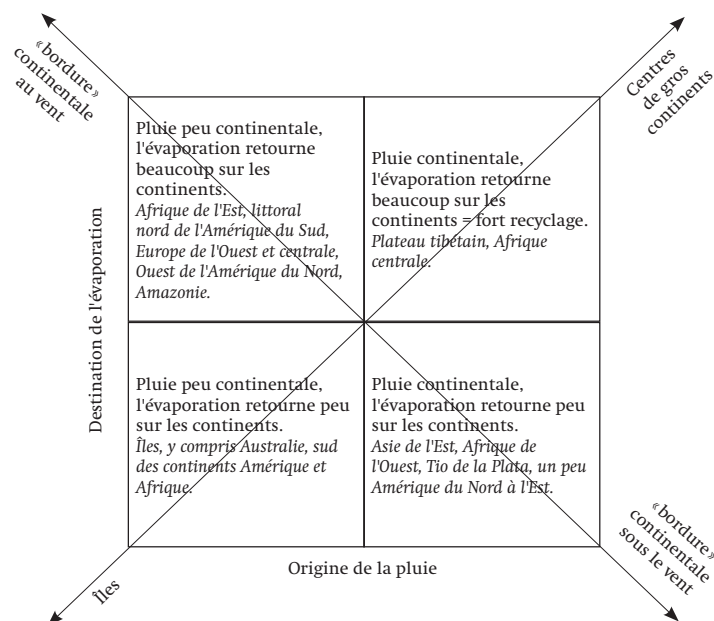 «bordure»
continentale
au vent
Centres
de gros
continents
Pluie peu continentale,
l'évaporation retourne
beaucoup sur les
continents.
Afrique de l'Est, littoral
nord de l'Amérique du Sud,
Europe de l'Ouest et centrale,
Ouest de l'Amérique du Nord,
Amazonie.
Pluie continentale,
l'évaporation retourne
beaucoup sur les
continents = fort recyclage.
Plateau tibétain, Afrique
centrale.
Destination de l'évaporation
Pluie peu continentale,
l'évaporation retourne peu
sur les continents.
Îles, y compris Australie, sud
des continents Amérique et
Afrique.
Pluie continentale,
l'évaporation retourne peu
sur les continents.
Asie de l'Est, Afrique de
l'Ouest, Tio de la Plata, un peu
Amérique du Nord à l'Est.
«bordure»
continentale
sous le vent
Origine de la pluie
Îles